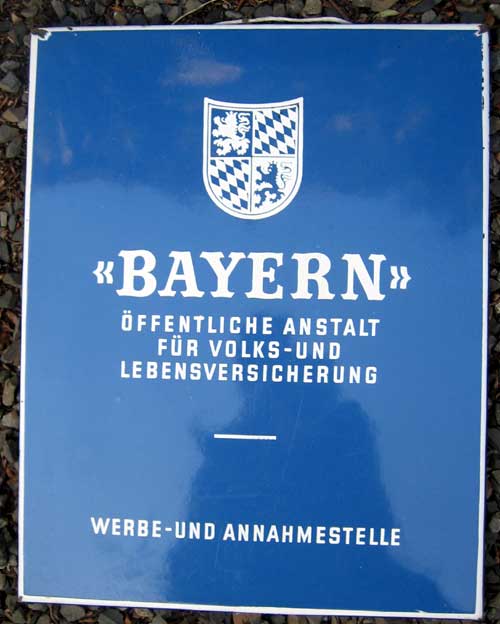 «BAYERN»
ÖFFENTLICHE ANSTALT
FÜR VOLKS-UND
LEBENSVERSICHERUNG
WERBE-UND ANNAHMESTELLE